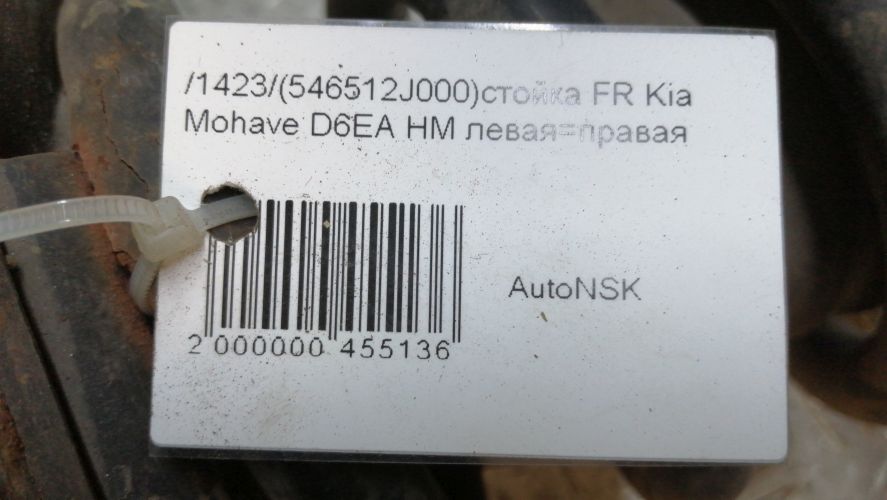 /1423/(546512J000)стойка FR Kia
Mohave D6EA HM левая=правая
AutoNSK
2 000000 455136